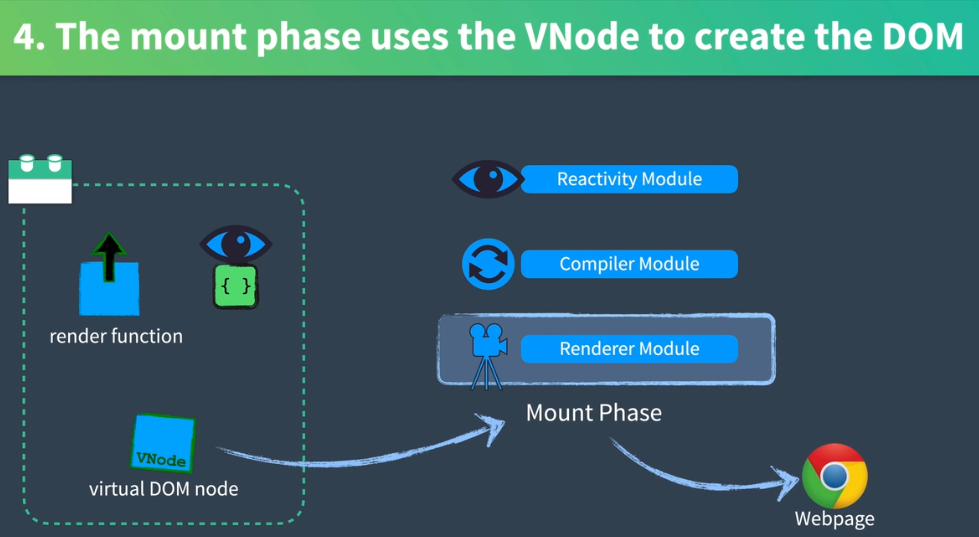 4. The mount phase uses the VNode to create the DOM
Reactivity Module
{ }
Compiler Module
render function
Renderer Module
Mount Phase
VNode
virtual DOM node
Webpage